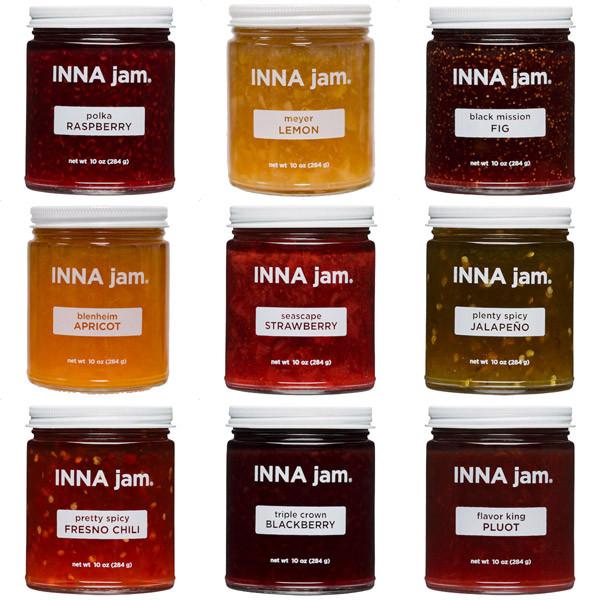 INNA jam®
polka
RASPBERRY
net wt 10 oz (284 g)
INNA jam®
meyer
LEMON
net wt 10 oz (284 g)
INNA jam®
black mission
FIG
net wt 10 oz (284 g)
INNA jam®
blenheim
APRICOT
net wt 10 oz (284 g)
INNA jam®
seascape
STRAWBERRY
net wt 10 oz (284 g)
INNA jam®
plenty spicy
JALAPEÑO
net wt 10 oz (284 g)
INNA jam®
pretty spicy
FRESNO CHILI
net wt 10 oz (284 g)
INNA jam®
triple crown
BLACKBERRY
net wt 10 oz (284 g)
INNA jam®
flavor king
PLUOT
net wt 10 oz (284 g)